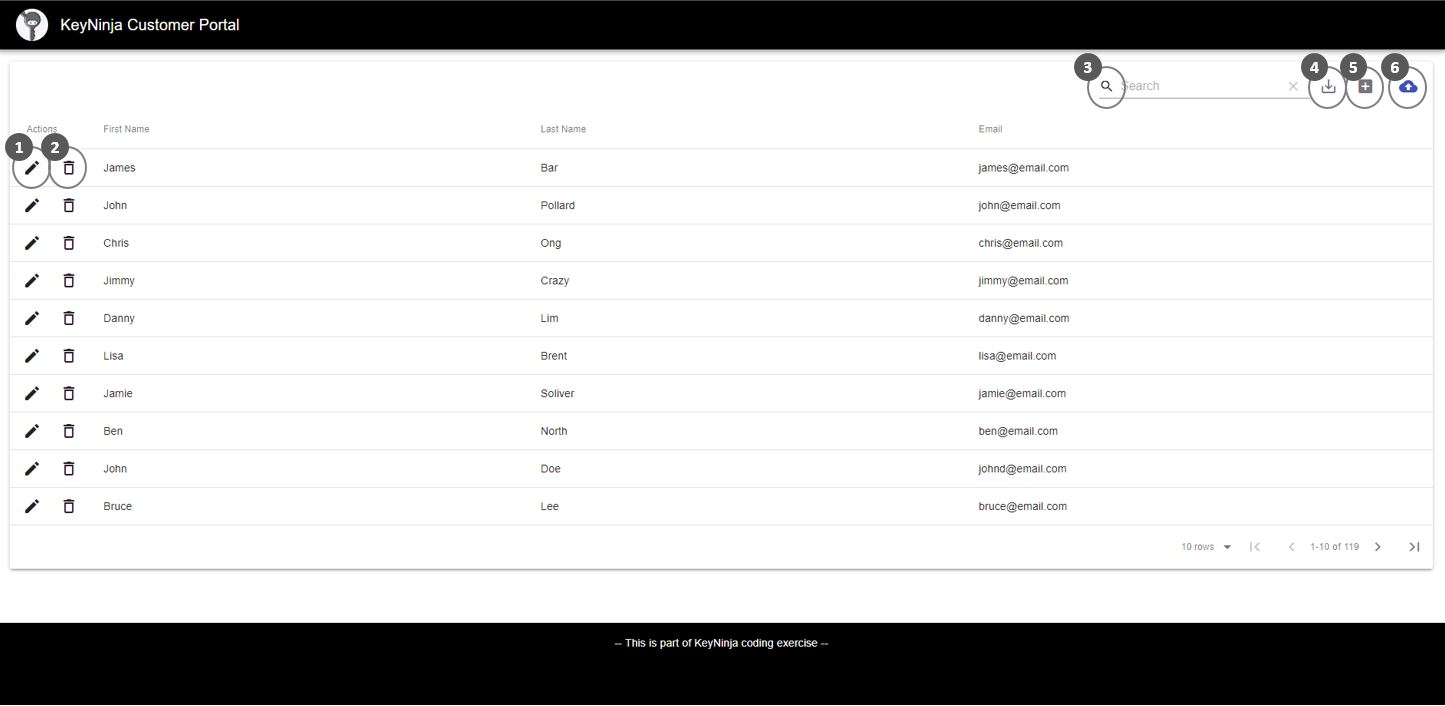 KeyNinja Customer Portal
3 4 5 6
Search
Actions First Name Last Name Email
1 2
James Bar james@email.com
John Pollard john@email.com
Chris Ong chris@email.com
Jimmy Crazy jimmy@email.com
Danny Lim danny@email.com
Lisa Brent lisa@email.com
Jamie Soliver jamie@email.com
Ben North ben@email.com
John Doe johnd@email.com
Bruce Lee bruce@email.com
10 rows 1-10 of 119
-- This is part of KeyNinja coding exercise --